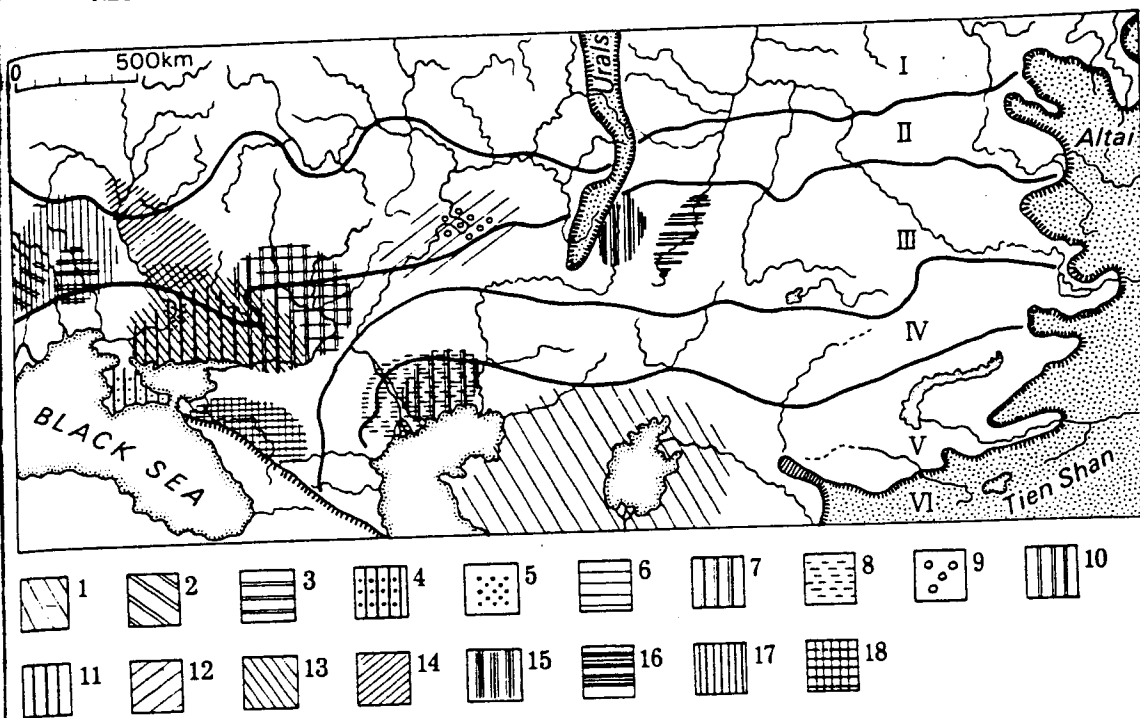 0 500km
Urals
I
II
Altai
III
IV
BLACK SEA
V
VI
Tien Shan
1 2 3 4 5 6 7 8 9 10
11 12 13 14 15 16 17 18